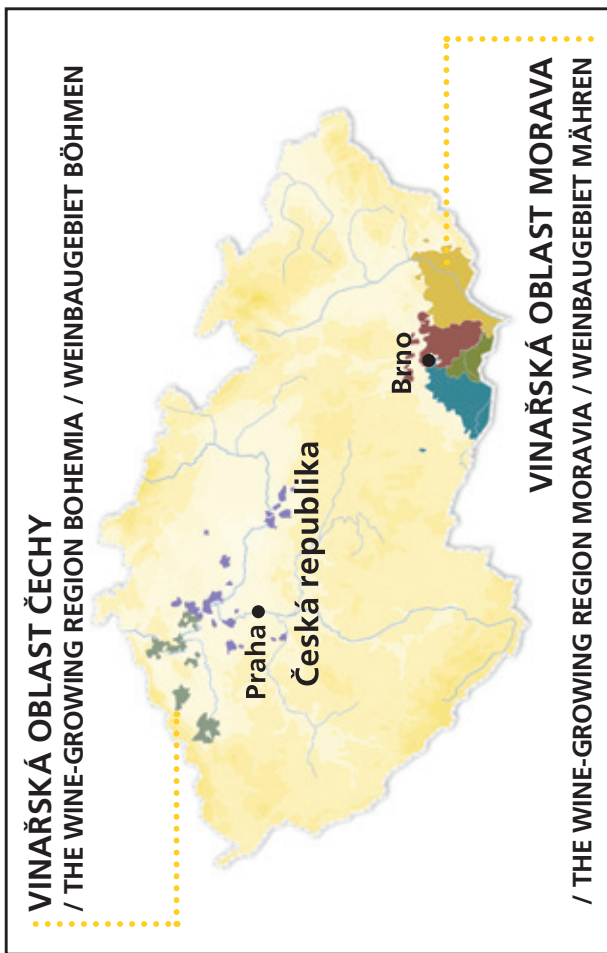 VINAŘSKÁ OBLAST ČECHY
/ THE WINE-GROWING REGION BOHEMIA / WEINBAUGEBIET BÖHMEN
Praha
Česká republika
Brno
VINAŘSKÁ OBLAST MORAVA
/ THE WINE-GROWING REGION MORAVIA / WEINBAUGEBIET MÄHREN